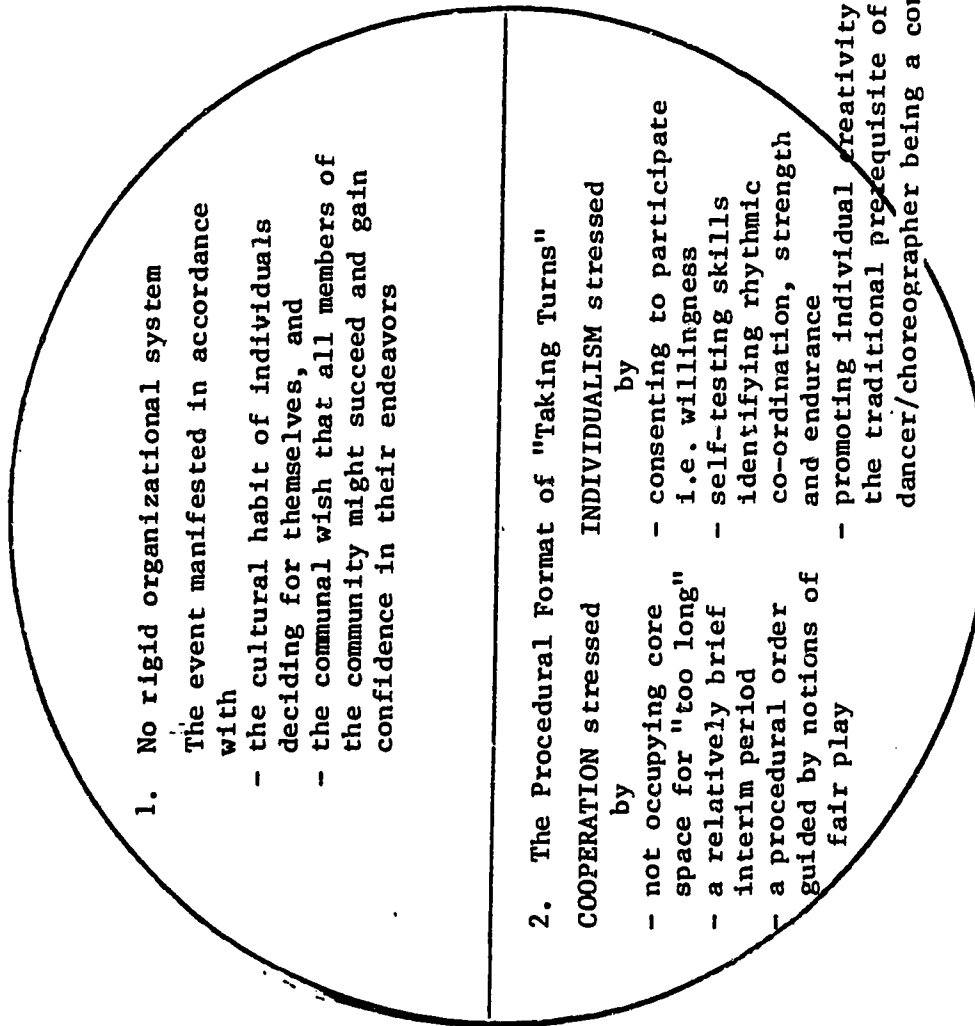 1. No rigid organizational system
The event manifested in accordance
with
- the cultural habit of individuals
deciding for themselves, and
- the communal wish that all members of
the community might succeed and gain
confidence in their endeavors
2. The Procedural Format of "Taking Turns"
COOPERATION stressed
by
- not occupying core
space for "too long"
- a relatively brief
interim period
- a procedural order
guided by notions of
fair play
INDIVIDUALISM stressed
by
- consenting to participate
i.e. willingness
- self-testing skills
identifying rhythmic
co-ordination, strength
and endurance
- promoting individual creativity
the traditional prerequisite of
dancer/choreographer being a